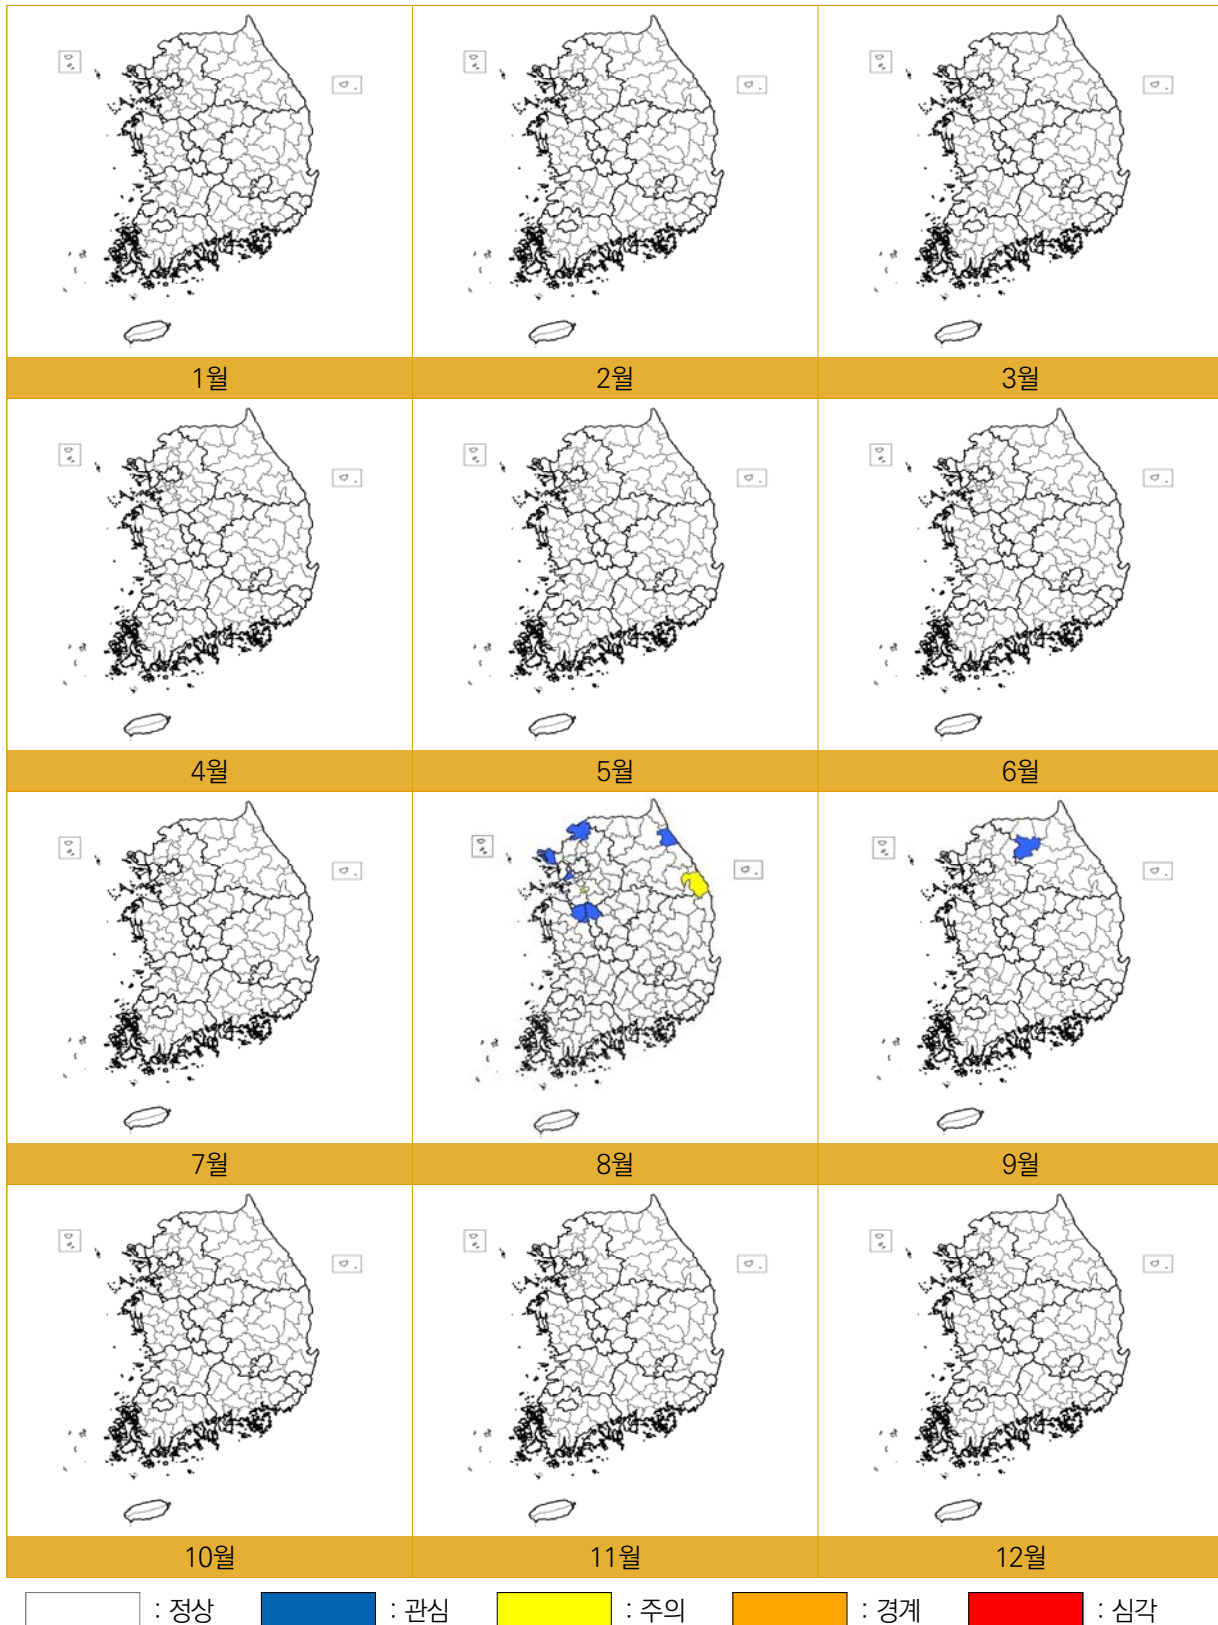 1월 2월 3월
4월 5월 6월
7월 8월 9월
10월 11월 12월
: 정상 : 관심 : 주의 : 경계 : 심각